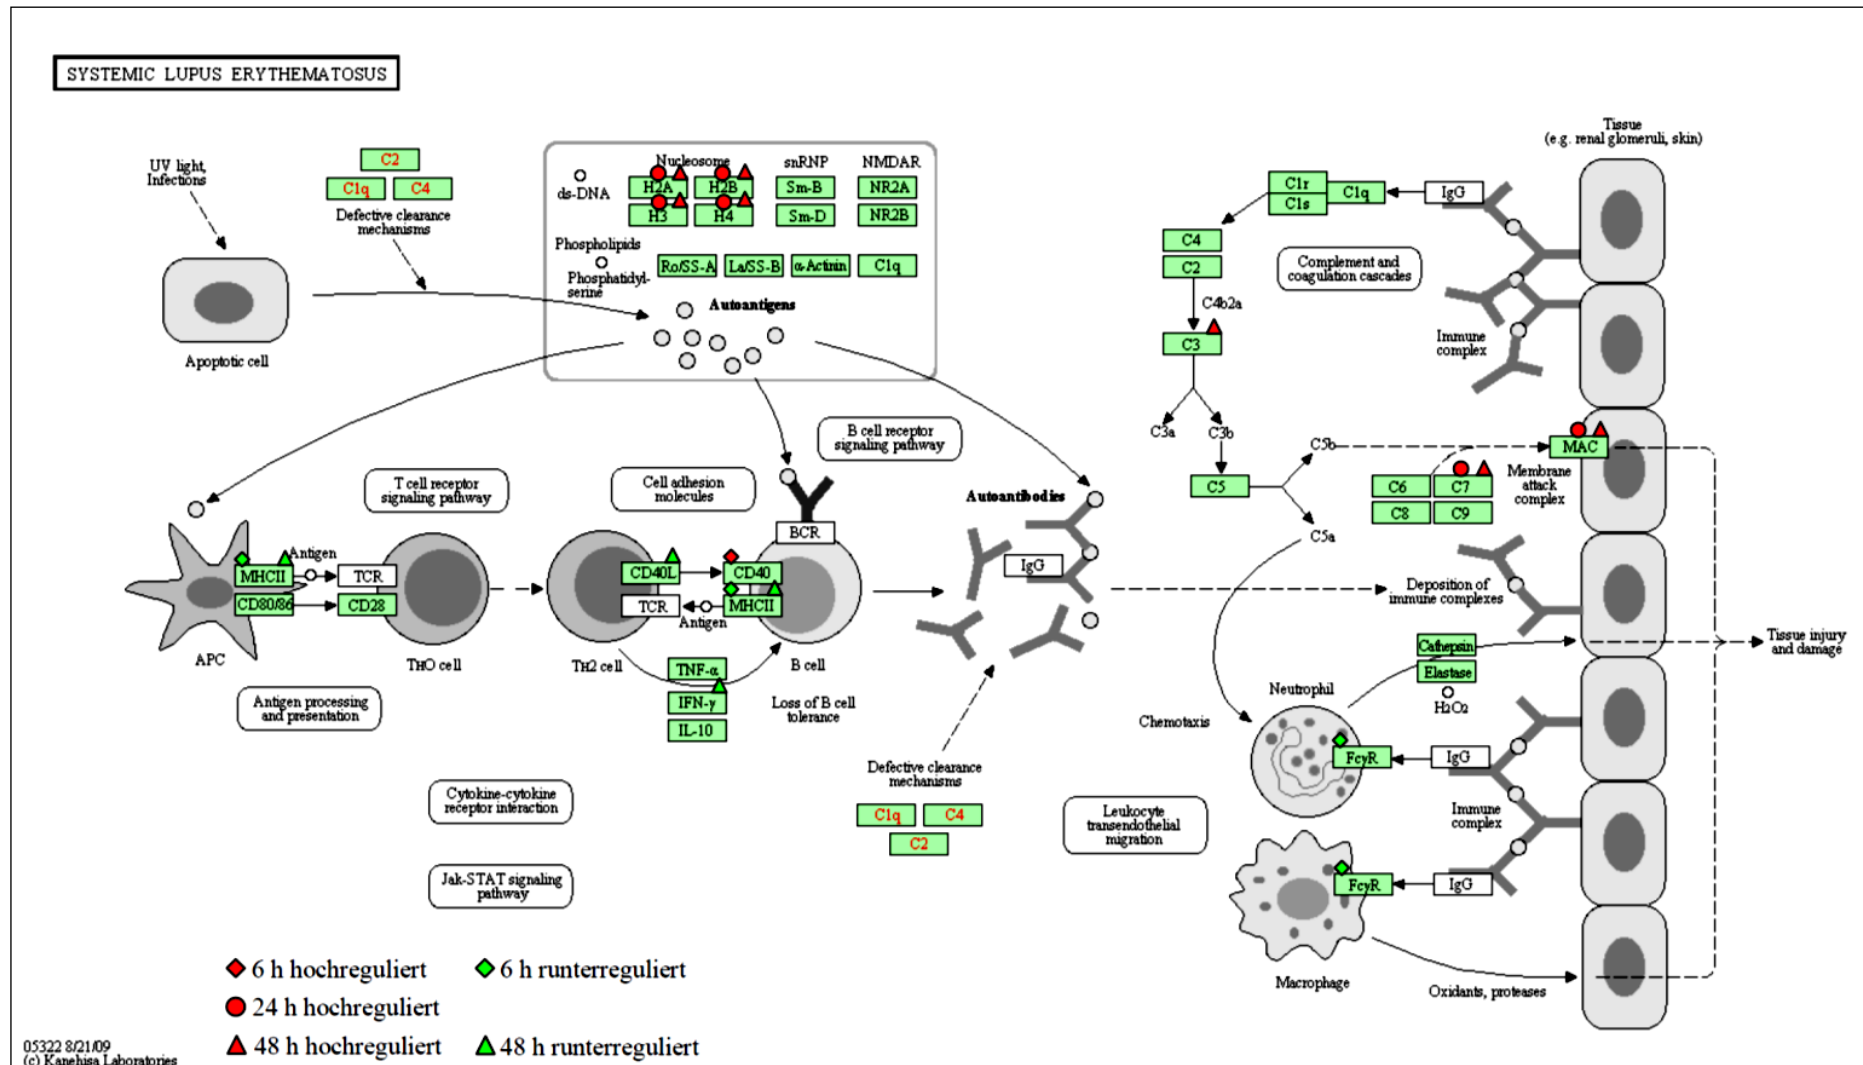 SYSTEMIC LUPUS ERYTHEMATOSUS
UV light,
Infections
C2
C1q
C4
Defective clearance
mechanisms
Apoptotic cell
ds-DNA
Nucleosome
snRNP
NMDAR
H2A
H2B
Sm-B
NR2A
H3
H4
Sm-D
NR2B
Phospholipids
Phosphatidyl-
serine
Ro/SS-A
La/SS-B
α-Actinin
C1q
Autoantigens
Tissue
(e.g. renal glomeruli, skin)
C1r
C1s
C1q
IgG
C4
C2
Complement and
coagulation cascades
C4b2a
C3
Immune
complex
C3a
C3b
C5
C5b
C5a
C6
C7
C8
C9
MAC
Membrane
attack
complex
B cell receptor
signaling pathway
T cell receptor
signaling pathway
Cell adhesion
molecules
Autoantibodies
BCR
IgG
MHCII
Antigen
TCR
CD80/86
CD28
APC
TH0 cell
CD40L
CD40
TCR
MHCII
Antigen
TH2 cell
B cell
TNF-α
IFN-γ
IL-10
Loss of B cell
tolerance
Antigen processing
and presentation
Deposition of
immune complexes
Cathepsin
Elastase
H2O2
Tissue injury
and damage
Neutrophil
Chemotaxis
FcγR
IgG
Defective clearance
mechanisms
C1q
C4
C2
Cytokine-cytokine
receptor interaction
Leukocyte
transendothelial
migration
Immune
complex
Jak-STAT signaling
pathway
FcγR
IgG
Macrophage
Oxidants, proteases
6 h hochreguliert
6 h runterreguliert
24 h hochreguliert
48 h hochreguliert
48 h runterreguliert
05322 8/21/09
(c) Kanehisa Laboratories